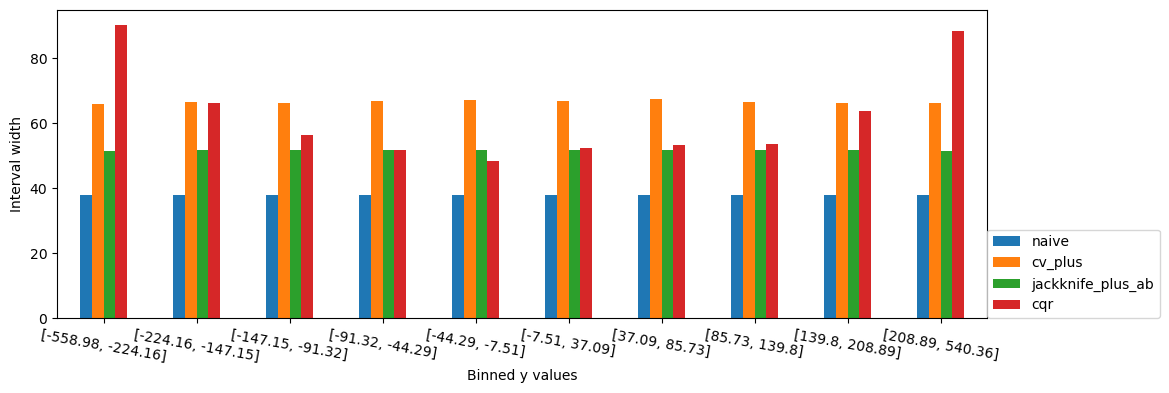 Interval width
80
60
40
20
0
[-558.98, -224.16]
[-224.16, -147.15]
[-147.15, -91.32]
[-91.32, -44.29]
[-44.29, -7.51]
[-7.51, 37.09]
[37.09, 85.73]
[85.73, 139.8]
[139.8, 208.89]
[208.89, 540.36]
Binned y values
naive
cv_plus
jackknife_plus_ab
cqr